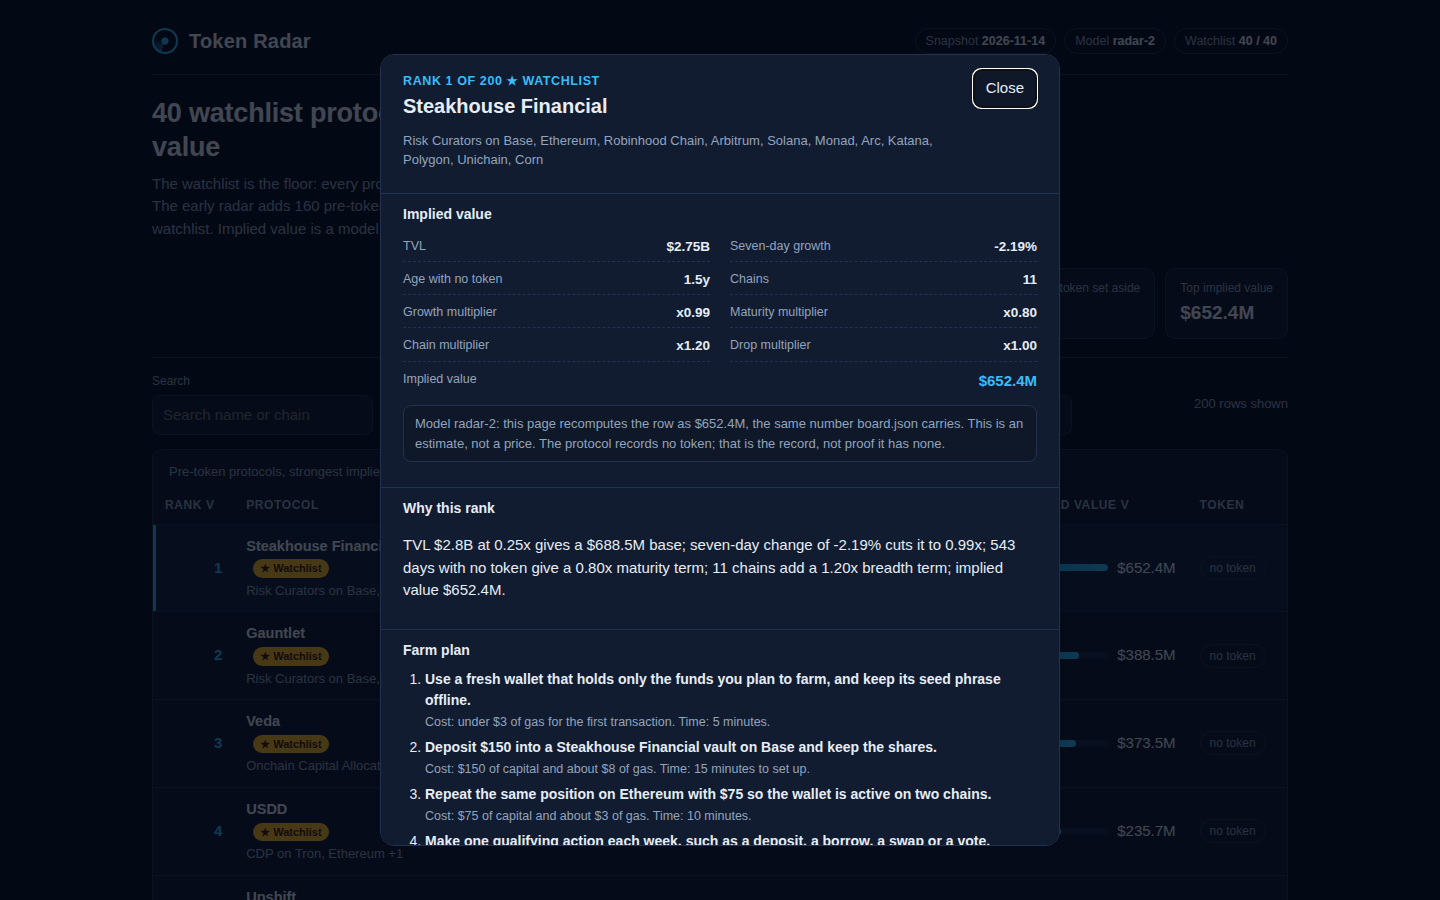 Token Radar
Snapshot 2026-11-14
Model radar-2
Watchlist 40 / 40
40 watchlist
value
The watchlist is the floor: every
The early radar adds 160
watchlist. Implied value is a model
token set aside
Top implied value
$652.4M
Search
Search name or chain
200 rows shown
Pre-token protocols, strongest
RANK V
PROTOCOL
VALUE V
TOKEN
1
Steakhouse
★ Watchlist
Risk Curators on Base,
$652.4M
no token
2
Gauntlet
★ Watchlist
Risk Curators on Base,
$388.5M
no token
3
Veda
★ Watchlist
Onchain Capital
$373.5M
no token
4
USDD
★ Watchlist
CDP on Tron, Ethereum +1
$235.7M
no token
Upshift
RANK 1 OF 200 ★ WATCHLIST
Close
Steakhouse Financial
Risk Curators on Base, Ethereum, Robinhood Chain, Arbitrum, Solana, Monad, Arc, Katana,
Polygon, Unichain, Corn
Implied value
TVL $2.75B
Seven-day growth -2.19%
Age with no token 1.5y
Chains 11
Growth multiplier x0.99
Maturity multiplier x0.80
Chain multiplier x1.20
Drop multiplier x1.00
Implied value $652.4M
Model radar-2: this page recomputes the row as $652.4M, the same number board.json carries. This is an
estimate, not a price. The protocol records no token; that is the record, not proof it has none.
Why this rank
TVL $2.8B at 0.25x gives a $688.5M base; seven-day change of -2.19% cuts it to 0.99x; 543
days with no token give a 0.80x maturity term; 11 chains add a 1.20x breadth term; implied
value $652.4M.
Farm plan
1. Use a fresh wallet that holds only the funds you plan to farm, and keep its seed phrase
offline.
Cost: under $3 of gas for the first transaction. Time: 5 minutes.
2. Deposit $150 into a Steakhouse Financial vault on Base and keep the shares.
Cost: $150 of capital and about $8 of gas. Time: 15 minutes to set up.
3. Repeat the same position on Ethereum with $75 so the wallet is active on two chains.
Cost: $75 of capital and about $3 of gas. Time: 10 minutes.
4. Make one qualifying action each week, such as a deposit, a borrow, a swap or a vote.